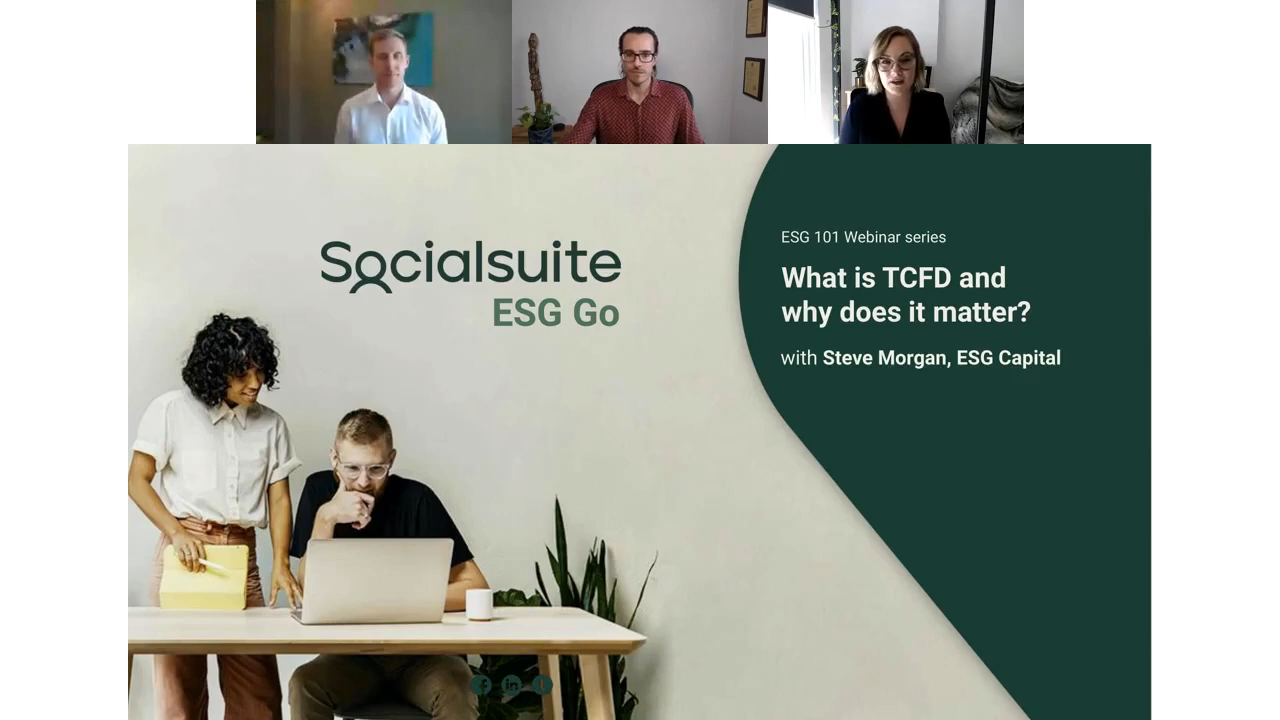 Socialsuite
ESG Go
ESG 101 Webinar series
What is TCFD and
why does it matter?
with Steve Morgan, ESG Capital